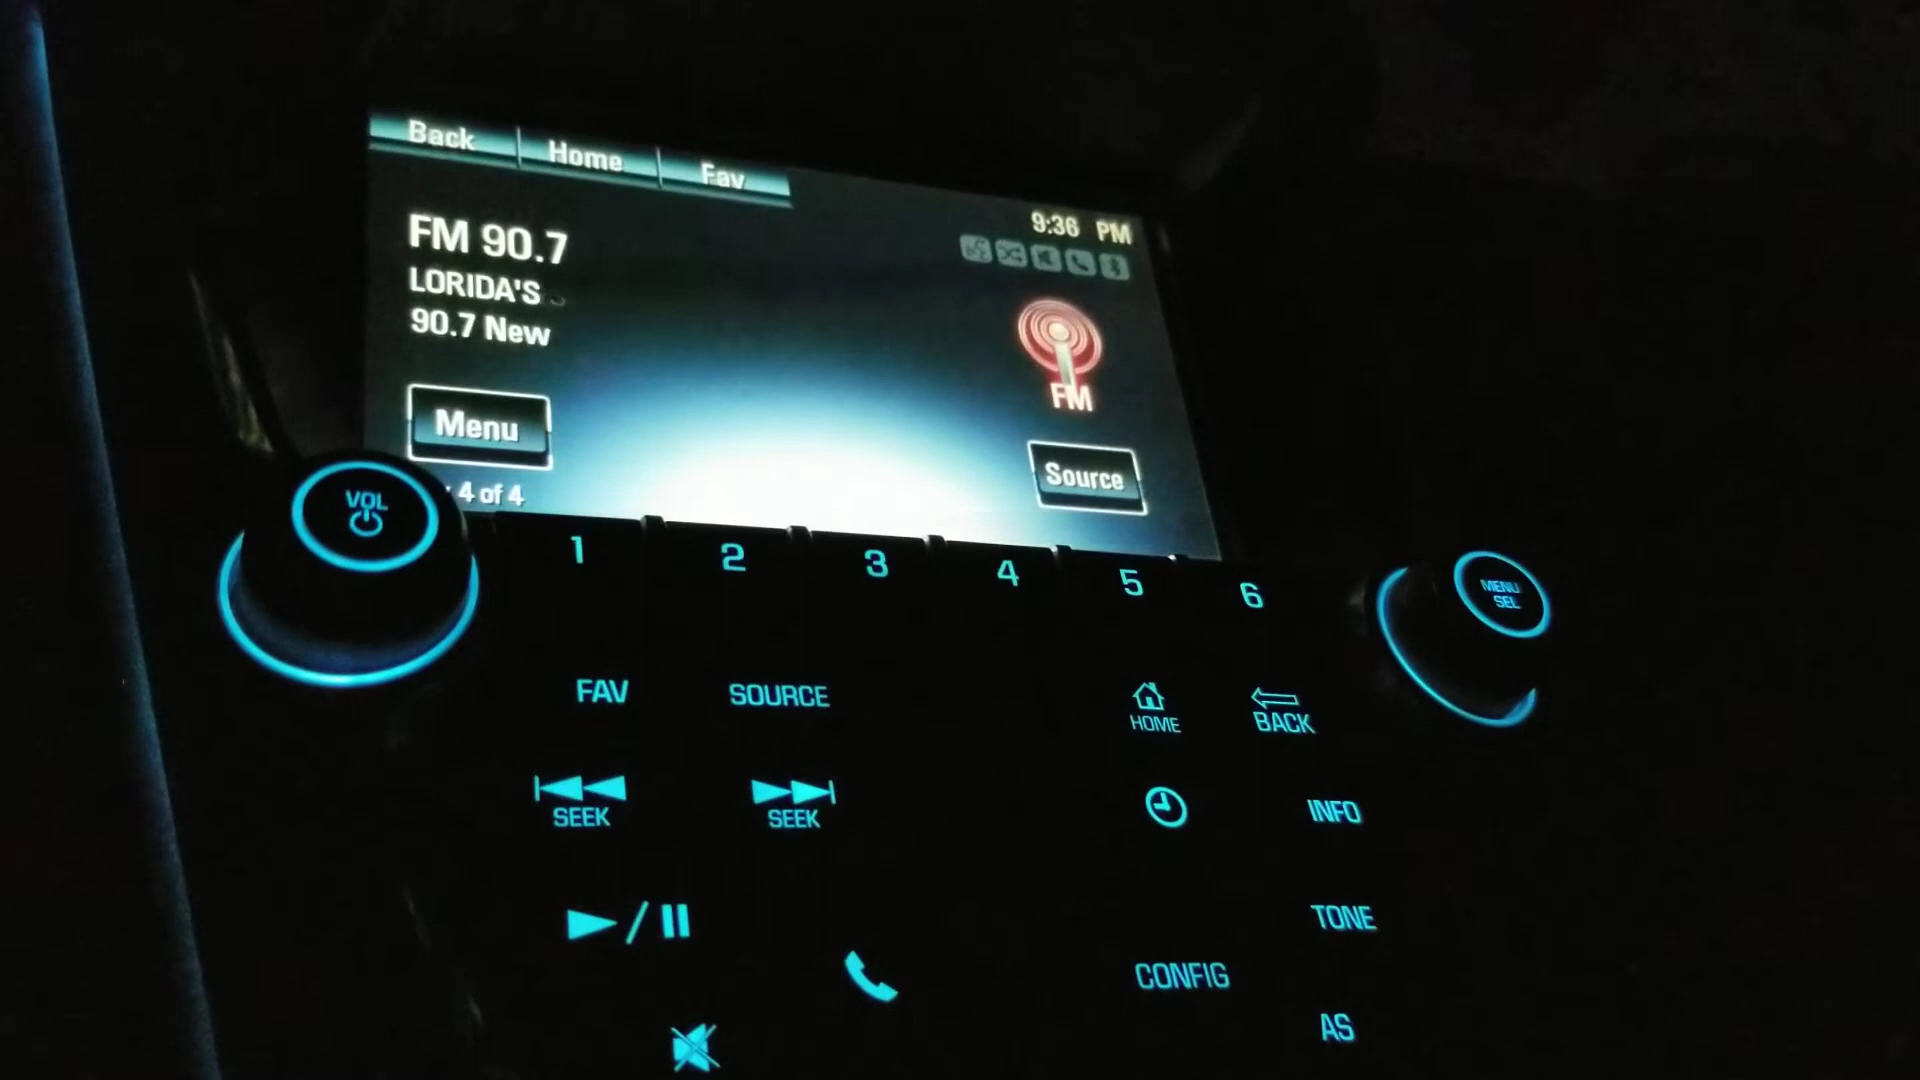 Back Home Fav
9:36 PM
FM 90.7
LORIDA'S
90.7 New
FM
Menu
Source
4 of 4
VOL
1 2 3 4 5 6
MENU
SEL
FAV SOURCE
HOME BACK
SEEK SEEK
INFO
TONE
CONFIG
AS